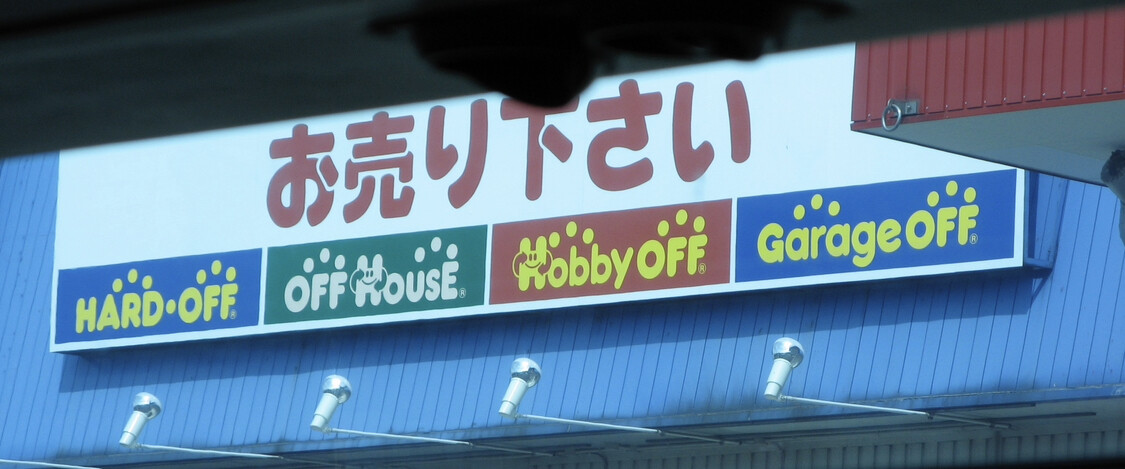 お売り下さい
HARD・OFF® OFF HOUSE® Hobby OFF® Garage OFF®